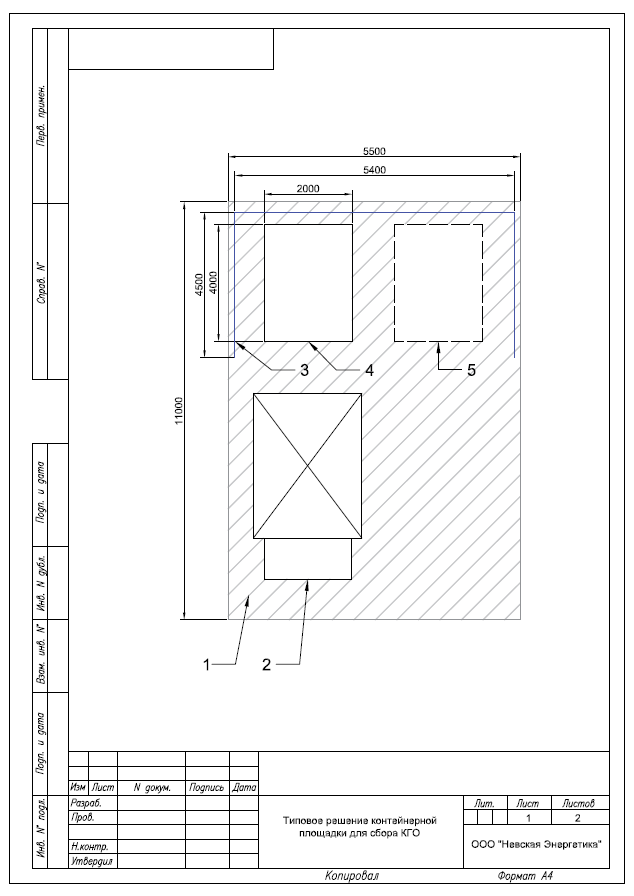 Перв. примен.
Справ. N°
Подп. и дата
Инв. N дубл.
Взам. инв. N°
Подп. и дата
Инв. N° подл.
5500
5400
2000
4500
4000
11000
3
4
5
1
2
Изм Лист N докум. Подпись Дата
Разраб.
Пров.
Н.контр.
Утвердил
Типовое решение контейнерной
площадки для сбора КГО
Лит. Лист Листов
1 2
ООО "Невская Энергетика"
Копировал Формат А4